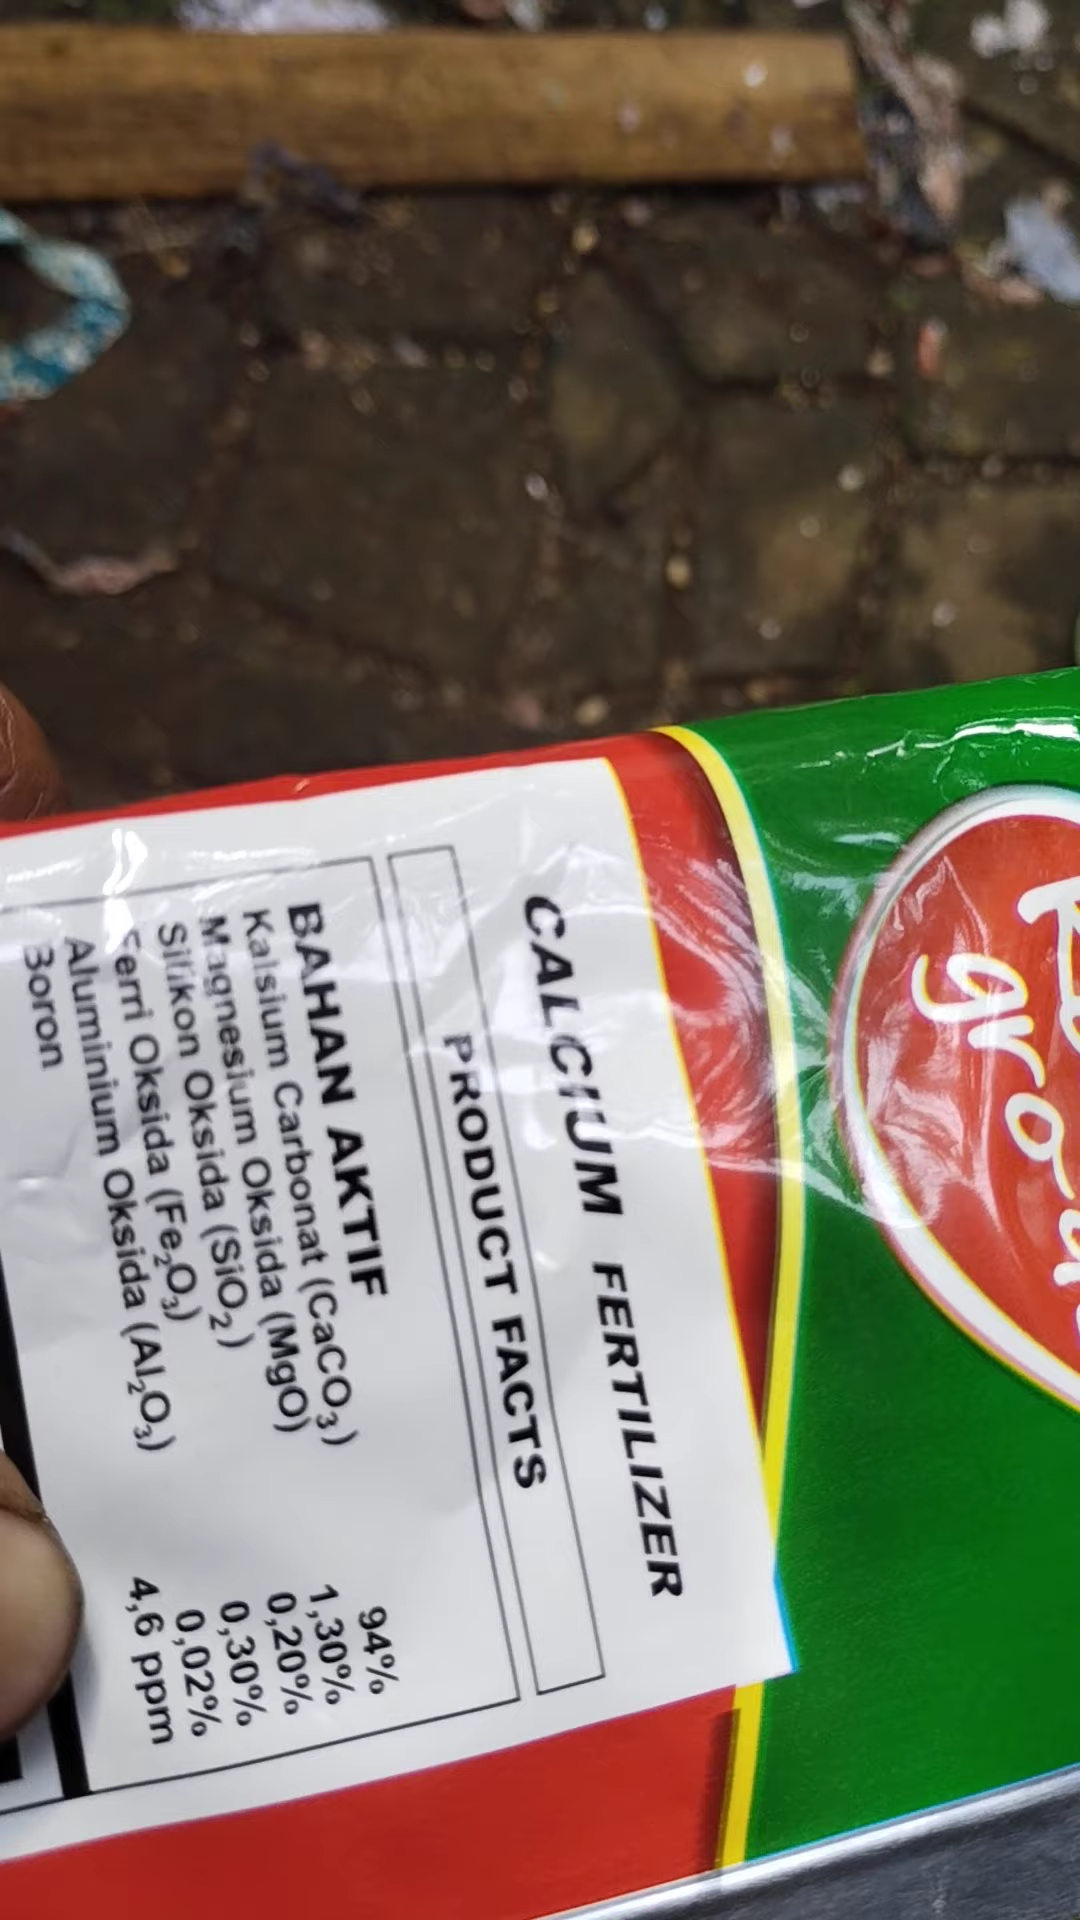 gro-
CALCIUM FERTILIZER
PRODUCT FACTS
BAHAN AKTIF
Kalsium Carbonat (CaCO₃) 94%
Magnesium Oksida (MgO) 1,30%
Silikon Oksida (SiO₂) 0,20%
Ferri Oksida (Fe₂O₃) 0,30%
Aluminium Oksida (Al₂O₃) 0,02%
Boron 4,6 ppm